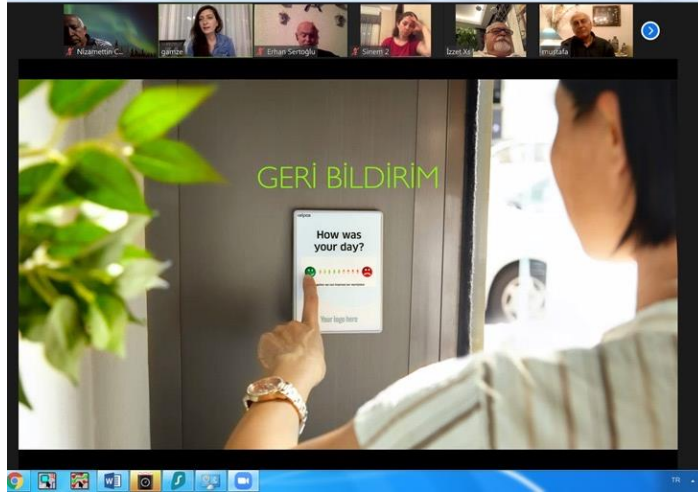 Nizamettin C...
gamze
Erhan Sertoğlu
Sinem 2
İzzet X6
mustafa
GERİ BİLDİRİM
How was
your day?
Your logo here
TR